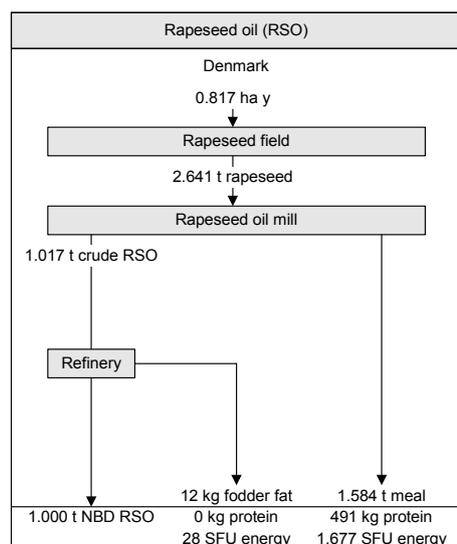 Rapeseed oil (RSO)
Denmark
0.817 ha y
Rapeseed field
2.641 t rapeseed
Rapeseed oil mill
1.017 t crude RSO
Refinery
12 kg fodder fat
1.584 t meal
1.000 t NBD RSO
0 kg protein
491 kg protein
28 SFU energy
1.677 SFU energy